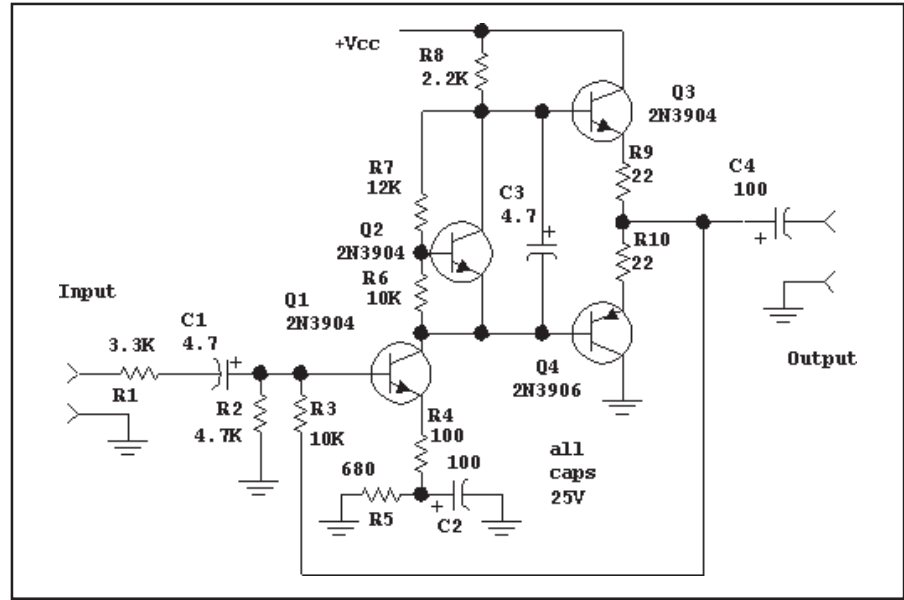 +Vcc
R8
2.2K
Q3
2N3904
R7
12K
C3
4.7
+
R9
22
C4
100
+
Q2
2N3904
R10
22
R6
10K
Input
Q1
2N3904
C1
4.7
+
3.3K
R1
Q4
2N3906
Output
R2
4.7K
R3
10K
R4
100
680
R5
100
+
C2
all
caps
25V